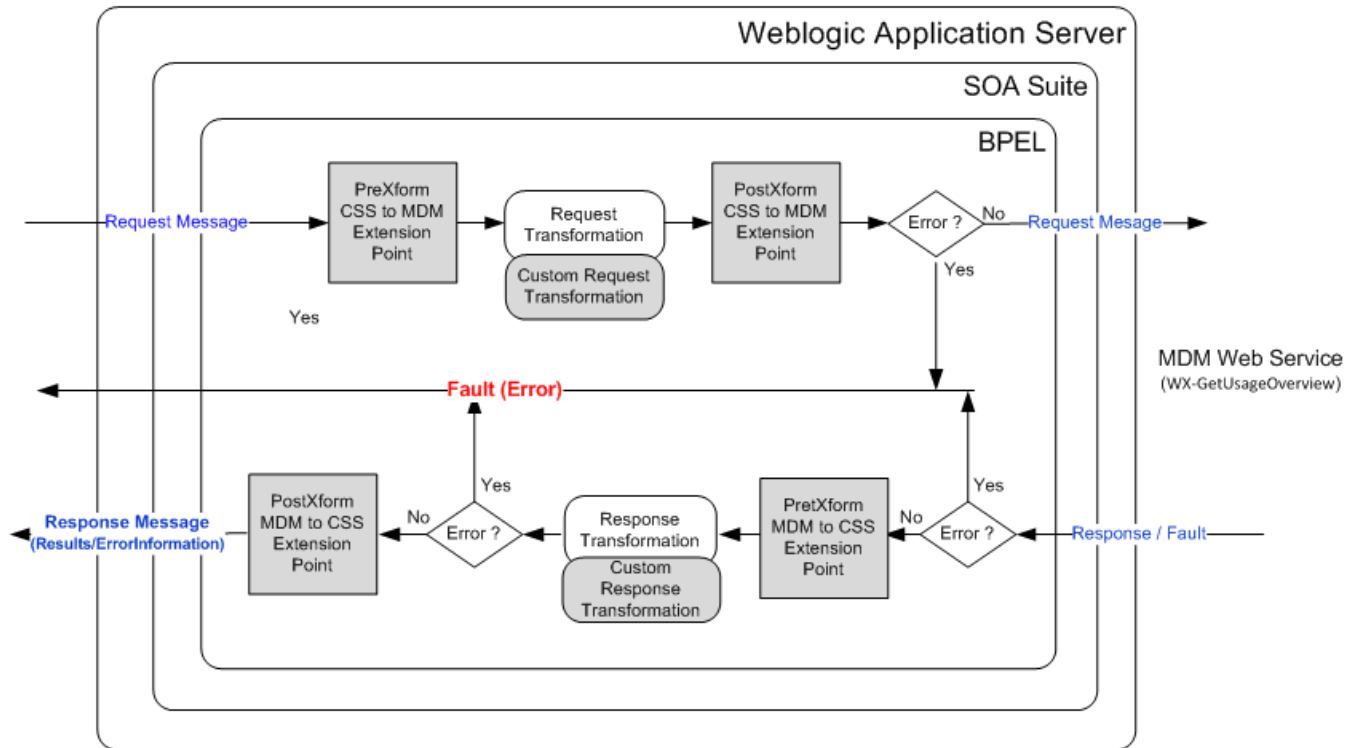 Weblogic Application Server
SOA Suite
BPEL
Request Message
PreXform
CSS to MDM
Extension
Point
Request
Transformation
Custom Request
Transformation
PostXform
CSS to MDM
Extension
Point
Error ?
No
Request Mesage
Yes
Yes
MDM Web Service
(WX-GetUsageOverview)
Fault (Error)
Response Message
(Results/ErrorInformation)
PostXform
MDM to CSS
Extension
Point
No
Yes
Error ?
Response
Transformation
Custom
Response
Transformation
PretXform
MDM to CSS
Extension
Point
No
Yes
Error ?
Response / Fault